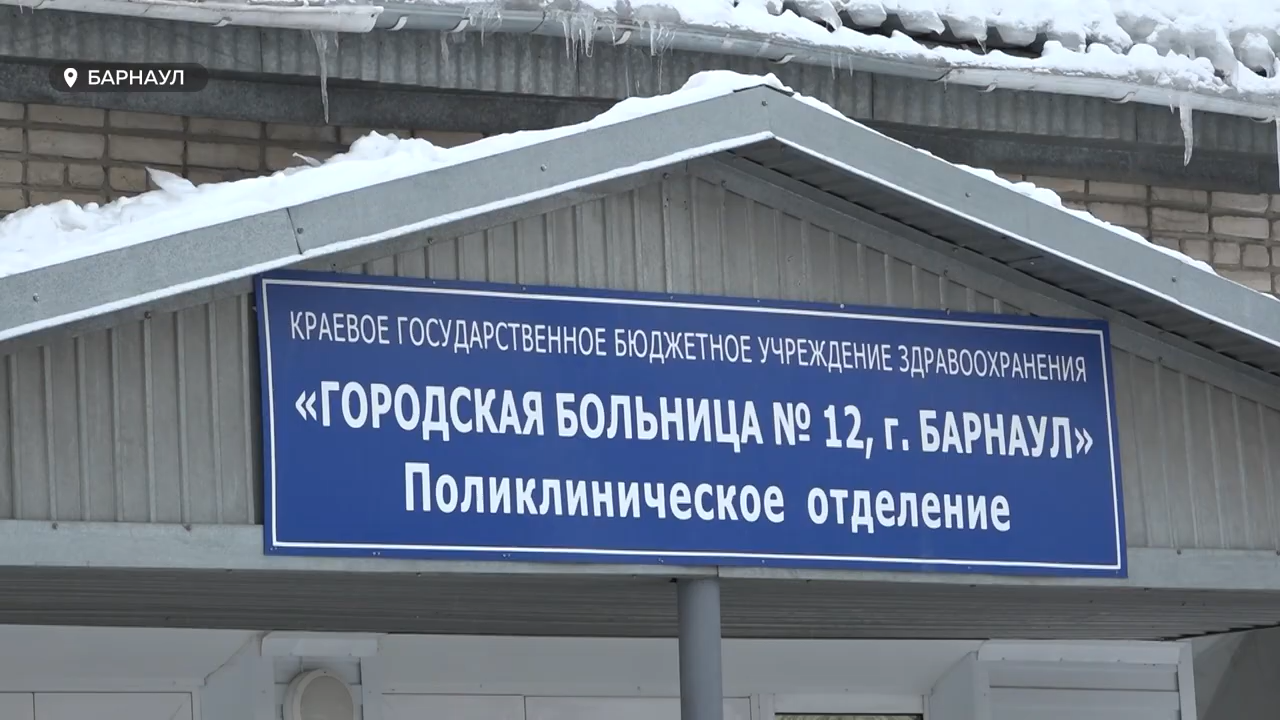 БАРНАУЛ
КРАЕВОЕ ГОСУДАРСТВЕННОЕ БЮДЖЕТНОЕ УЧРЕЖДЕНИЕ ЗДРАВООХРАНЕНИЯ
«ГОРОДСКАЯ БОЛЬНИЦА № 12, г. БАРНАУЛ»
Поликлиническое отделение